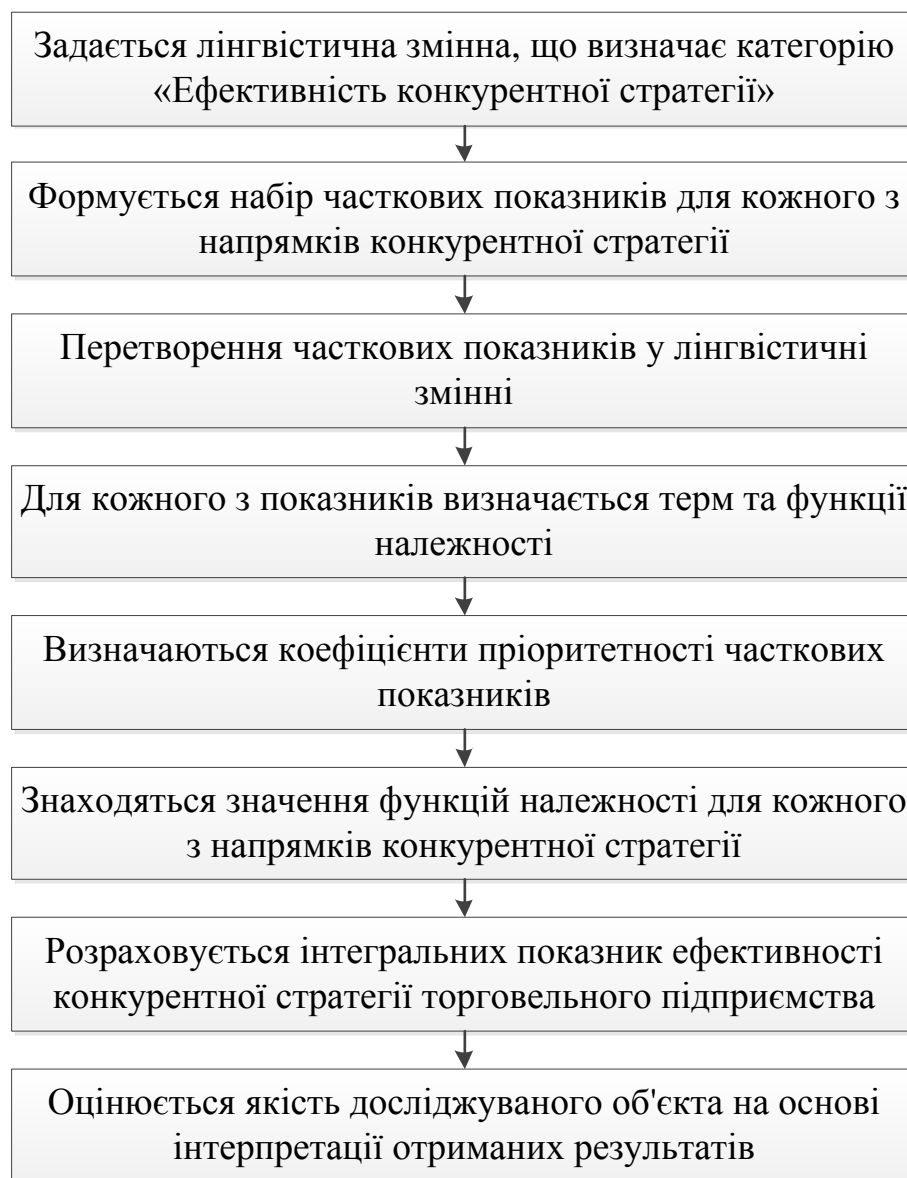 Задається лінгвістична змінна, що визначає категорію
«Ефективність конкурентної стратегії»
Формується набір часткових показників для кожного з
напрямків конкурентної стратегії
Перетворення часткових показників у лінгвістичні
змінні
Для кожного з показників визначається терм та функції
належності
Визначаються коефіцієнти пріоритетності часткових
показників
Знаходяться значення функцій належності для кожного
з напрямків конкурентної стратегії
Розраховується інтегральних показник ефективності
конкурентної стратегії торговельного підприємства
Оцінюється якість досліджуваного об'єкта на основі
інтерпретації отриманих результатів